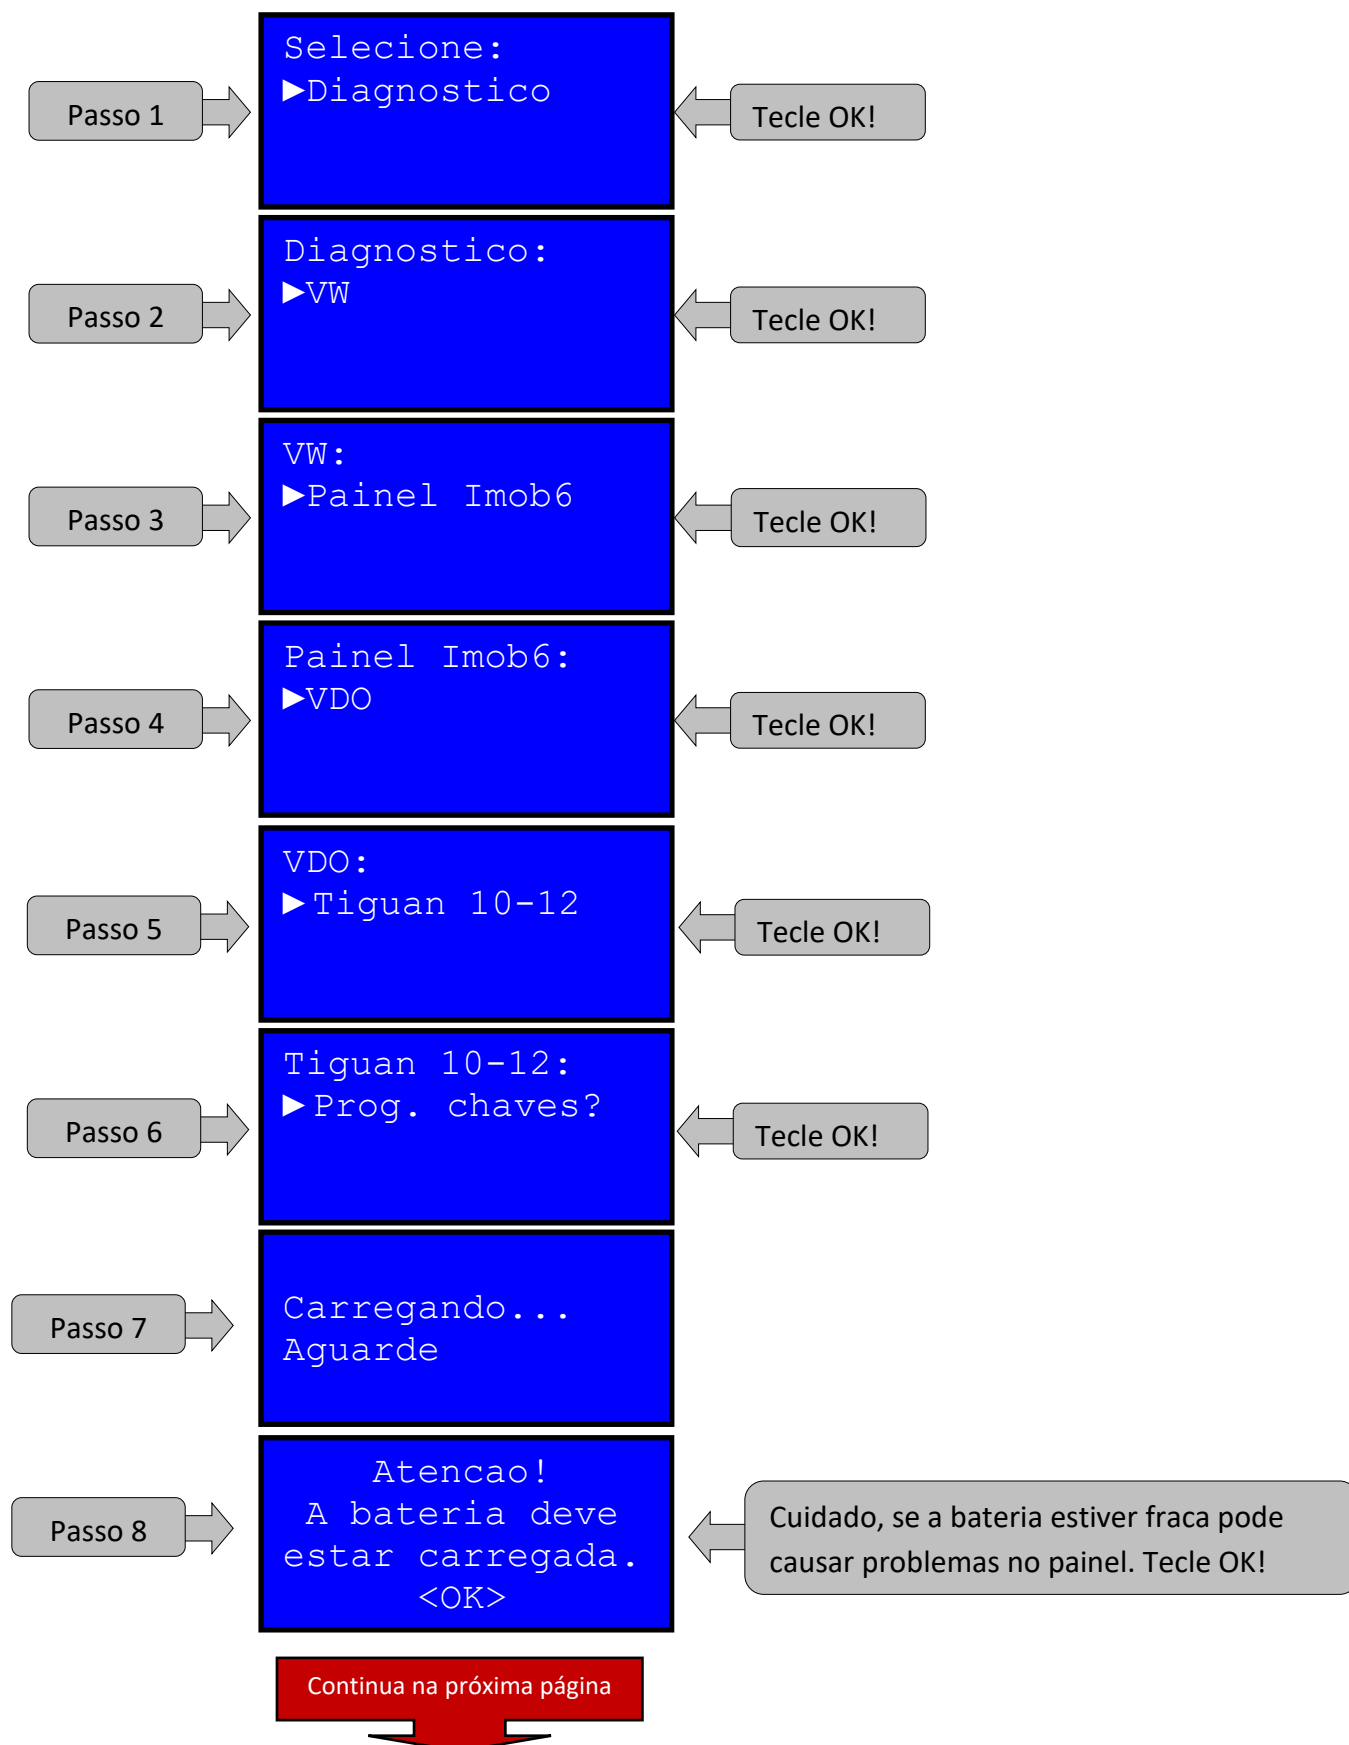 Selecione:
►Diagnostico
Passo 1
Tecle OK!
Diagnostico:
►VW
Passo 2
Tecle OK!
VW:
►Painel Imob6
Passo 3
Tecle OK!
Painel Imob6:
►VDO
Passo 4
Tecle OK!
VDO:
►Tiguan 10-12
Passo 5
Tecle OK!
Tiguan 10-12:
►Prog. chaves?
Passo 6
Tecle OK!
Passo 7
Carregando...
Aguarde
Passo 8
Atencao!
A bateria deve
estar carregada.
<OK>
Cuidado, se a bateria estiver fraca pode
causar problemas no painel. Tecle OK!
Continua na próxima página